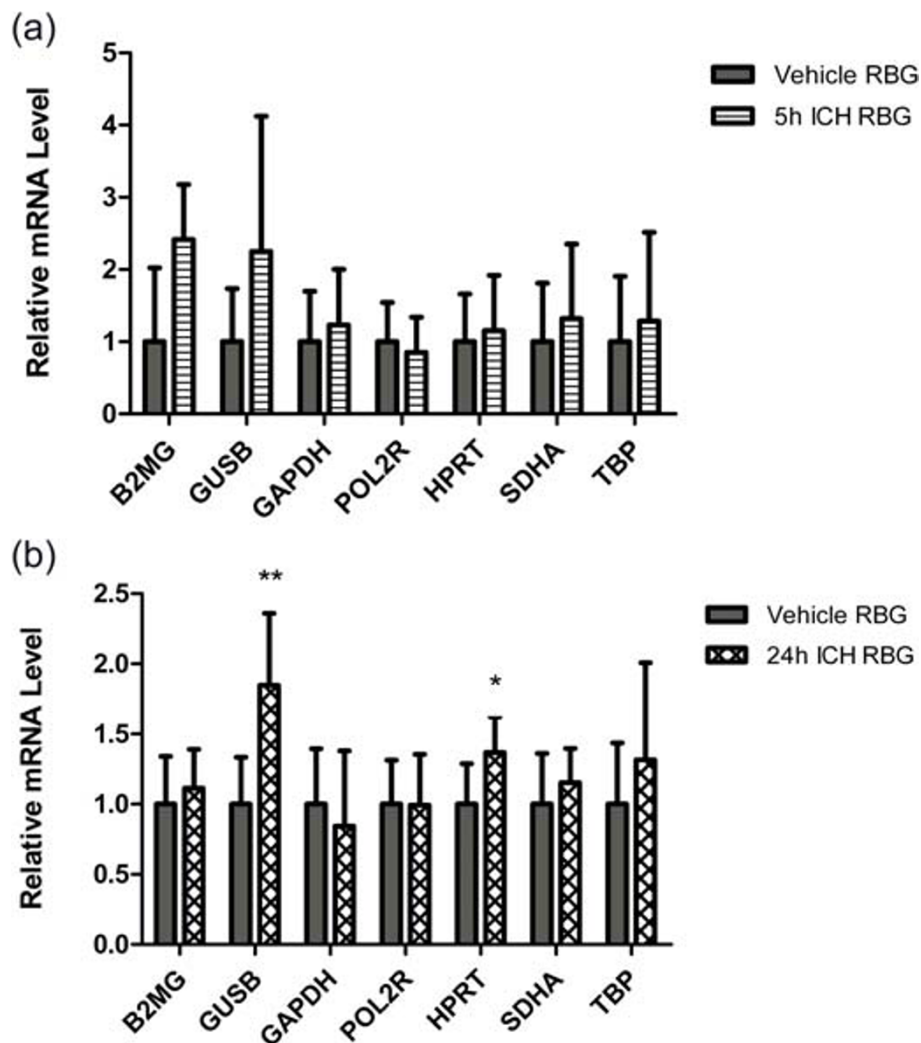 (a)
Relative mRNA Level
5
4
3
2
1
0
B2MG
GUSB
GAPDH
POL2R
HPRT
SDHA
TBP
Vehicle RBG
5h ICH RBG
(b)
Relative mRNA Level
2.5
2.0
1.5
1.0
0.5
0.0
**
*
B2MG
GUSB
GAPDH
POL2R
HPRT
SDHA
TBP
Vehicle RBG
24h ICH RBG